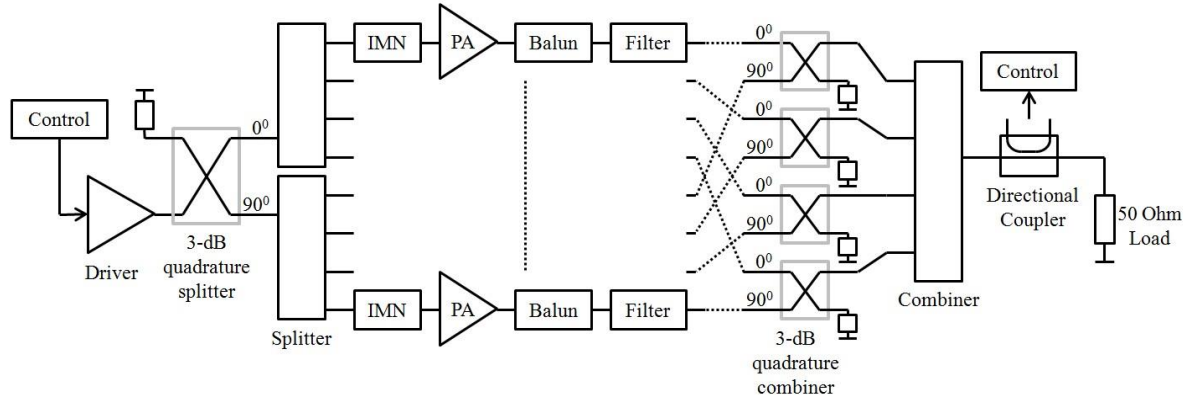 IMN
PA
Balun
Filter
0⁰
90⁰
Control
0⁰
90⁰
Driver
3-dB
quadrature
splitter
0⁰
90⁰
0⁰
90⁰
0⁰
90⁰
Control
Directional
Coupler
50 Ohm
Load
Combiner
IMN
PA
Balun
Filter
Splitter
3-dB
quadrature
combiner